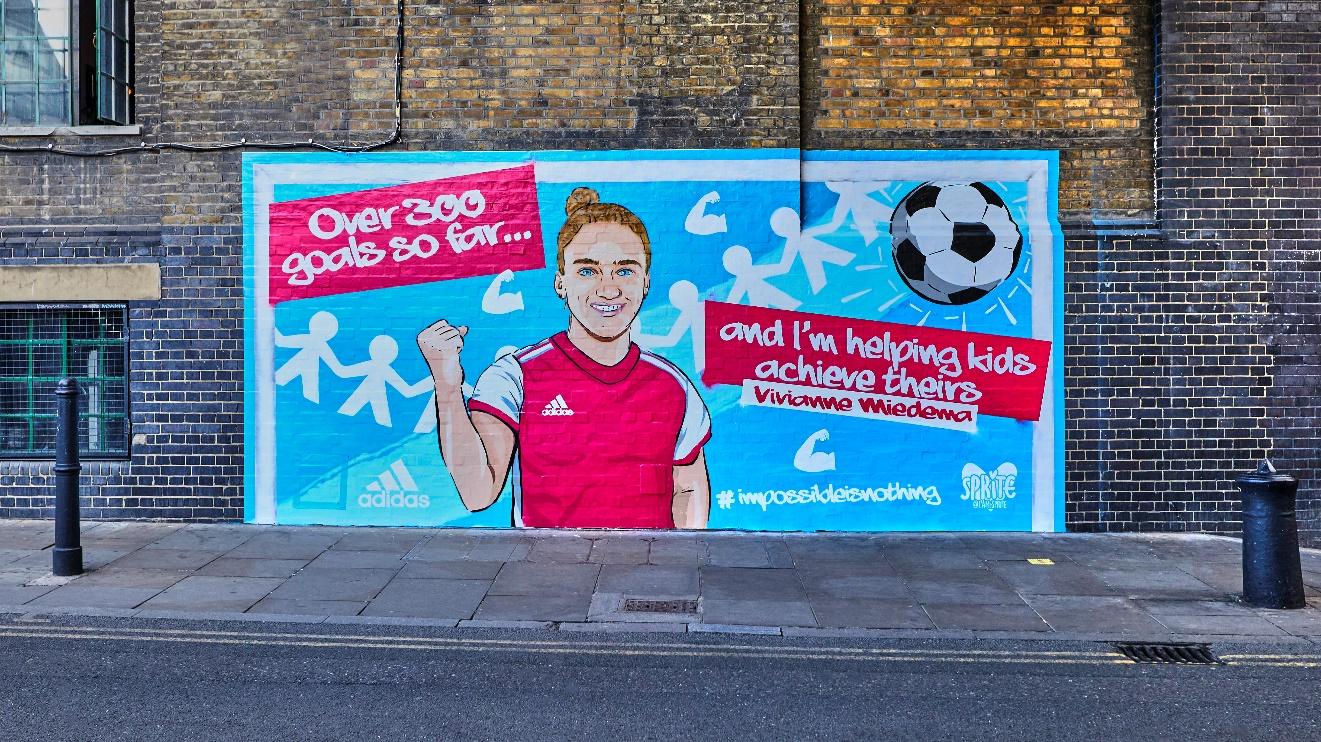 Over 300
goals so far...
and I'm helping kids
achieve theirs
Vivianne Miedema
adidas
adidas
#impossibleisnothing
SPRITE